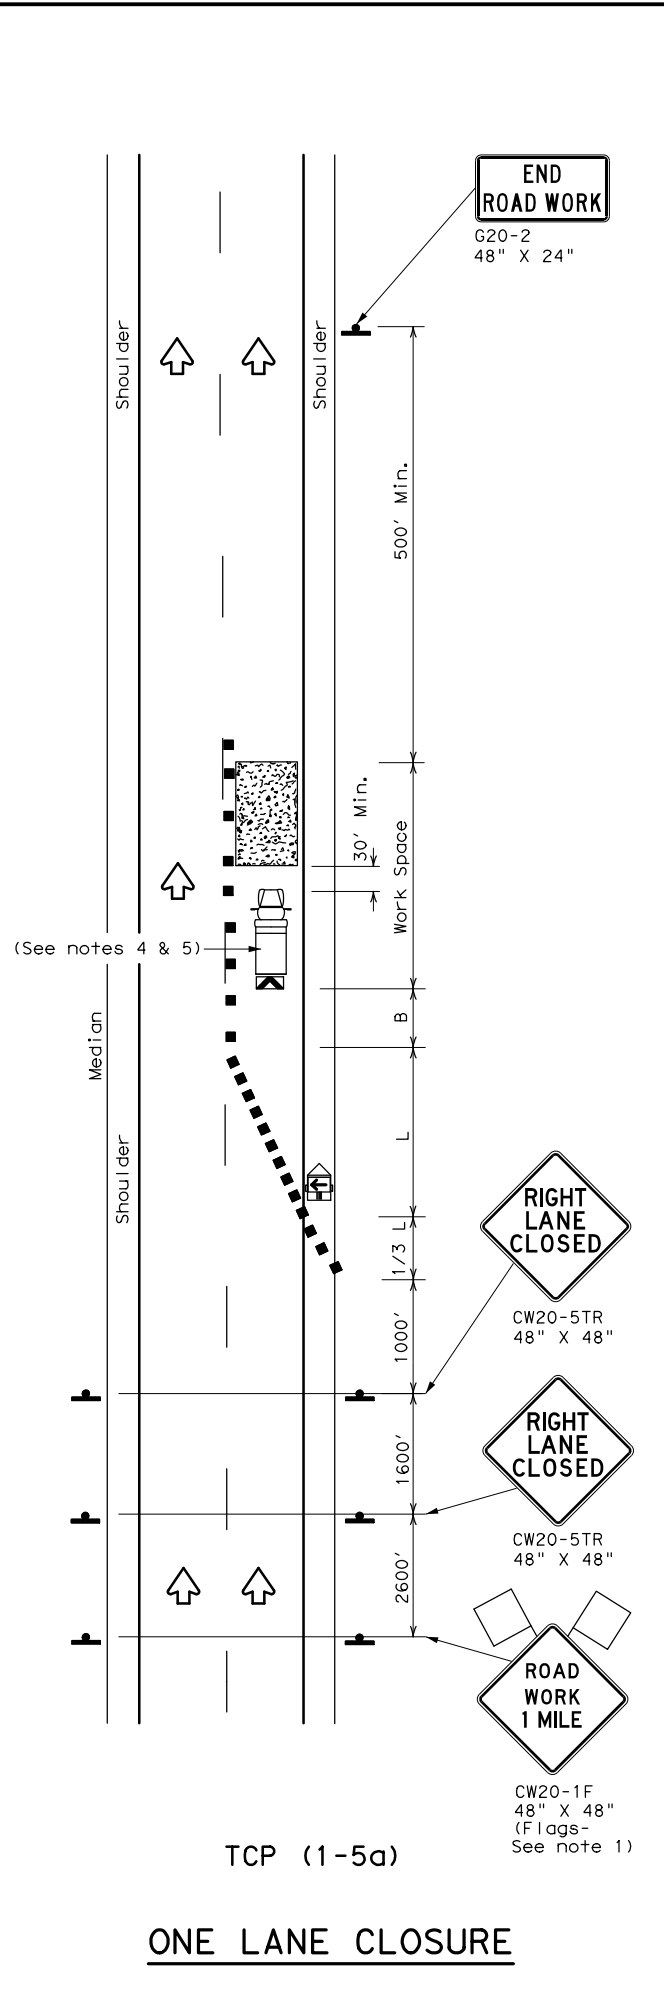 END
ROAD WORK
G20-2
48" X 24"
Shoulder
Shoulder
500' Min.
30' Min.
Work Space
(See notes 4 & 5)
B
Median
Shoulder
L
1/3 L
RIGHT
LANE
CLOSED
CW20-5TR
48" X 48"
1000'
RIGHT
LANE
CLOSED
CW20-5TR
48" X 48"
1600'
2600'
ROAD
WORK
1 MILE
CW20-1F
48" X 48"
(Flags-
See note 1)
TCP (1-5a)
ONE LANE CLOSURE